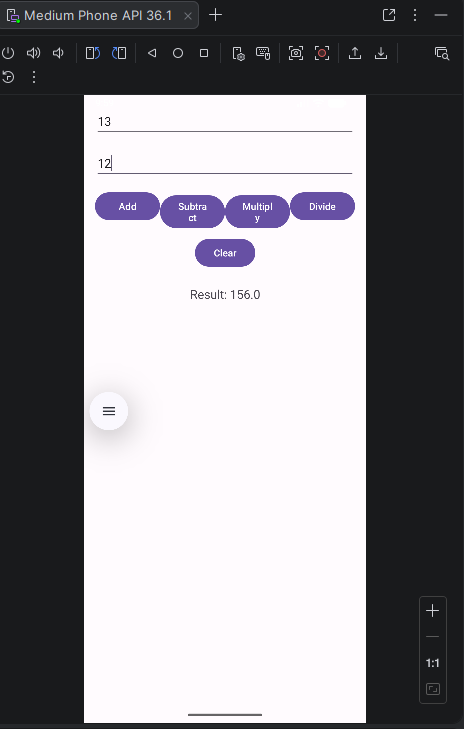 Medium Phone API 36.1
13
12
Add
Subtra
ct
Multipl
y
Divide
Clear
Result: 156.0
1:1